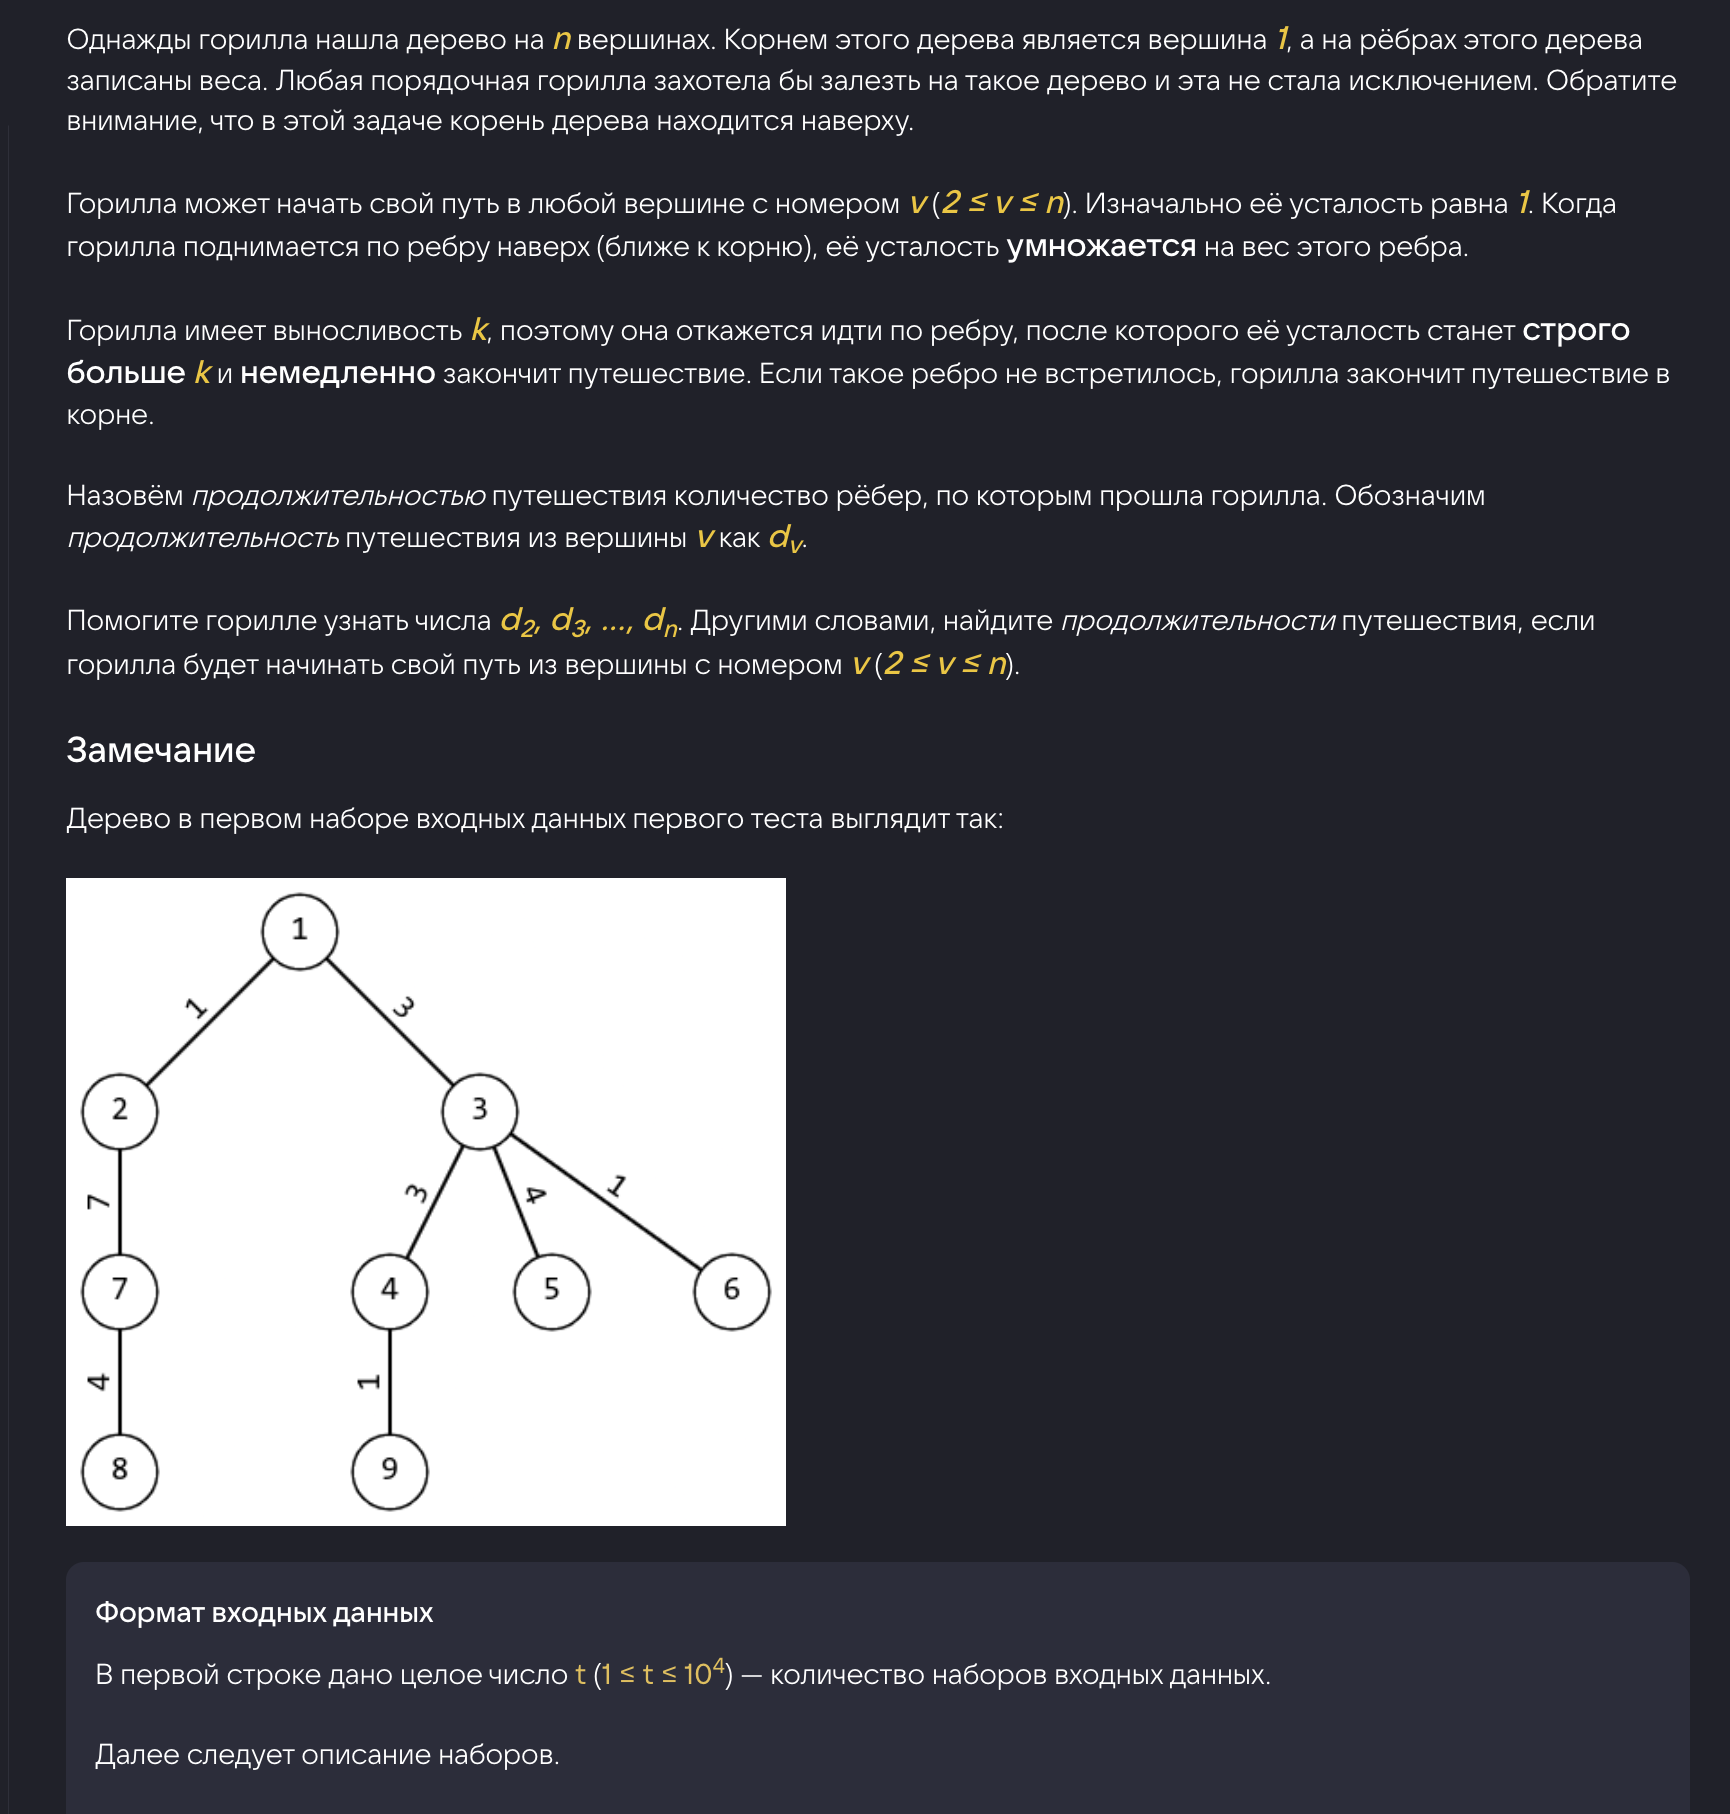 Однажды горилла нашла дерево на n вершинах. Корнем этого дерева является вершина 1, а на рёбрах этого дерева
записаны веса. Любая порядочная горилла захотела бы залезть на такое дерево и эта не стала исключением. Обратите
внимание, что в этой задаче корень дерева находится наверху.
Горилла может начать свой путь в любой вершине с номером v (2 ≤ v ≤ n). Изначально её усталость равна 1. Когда
горилла поднимается по ребру наверх (ближе к корню), её усталость умножается на вес этого ребра.
Горилла имеет выносливость k, поэтому она откажется идти по ребру, после которого её усталость станет строго
больше k и немедленно закончит путешествие. Если такое ребро не встретилось, горилла закончит путешествие в
корне.
Назовём продолжительностью путешествия количество рёбер, по которым прошла горилла. Обозначим
продолжительность путешествия из вершины v как d_v.
Помогите горилле узнать числа d_2, d_3, ..., d_n. Другими словами, найдите продолжительности путешествия, если
горилла будет начинать свой путь из вершины с номером v (2 ≤ v ≤ n).
Замечание
Дерево в первом наборе входных данных первого теста выглядит так:
1
1 3
2 3
7 3 4 1
7 4 5 6
4 1
8 9
Формат входных данных
В первой строке дано целое число t (1 ≤ t ≤ 10^4) — количество наборов входных данных.
Далее следует описание наборов.